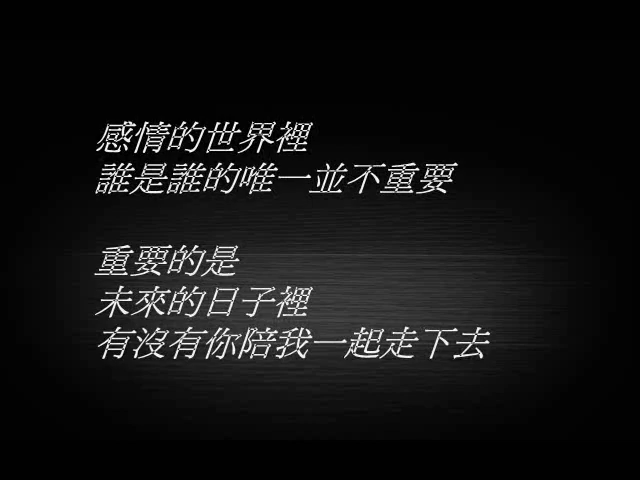 感情的世界裡
誰是誰的唯一並不重要
重要的是
未來的日子裡
有沒有你陪我一起走下去